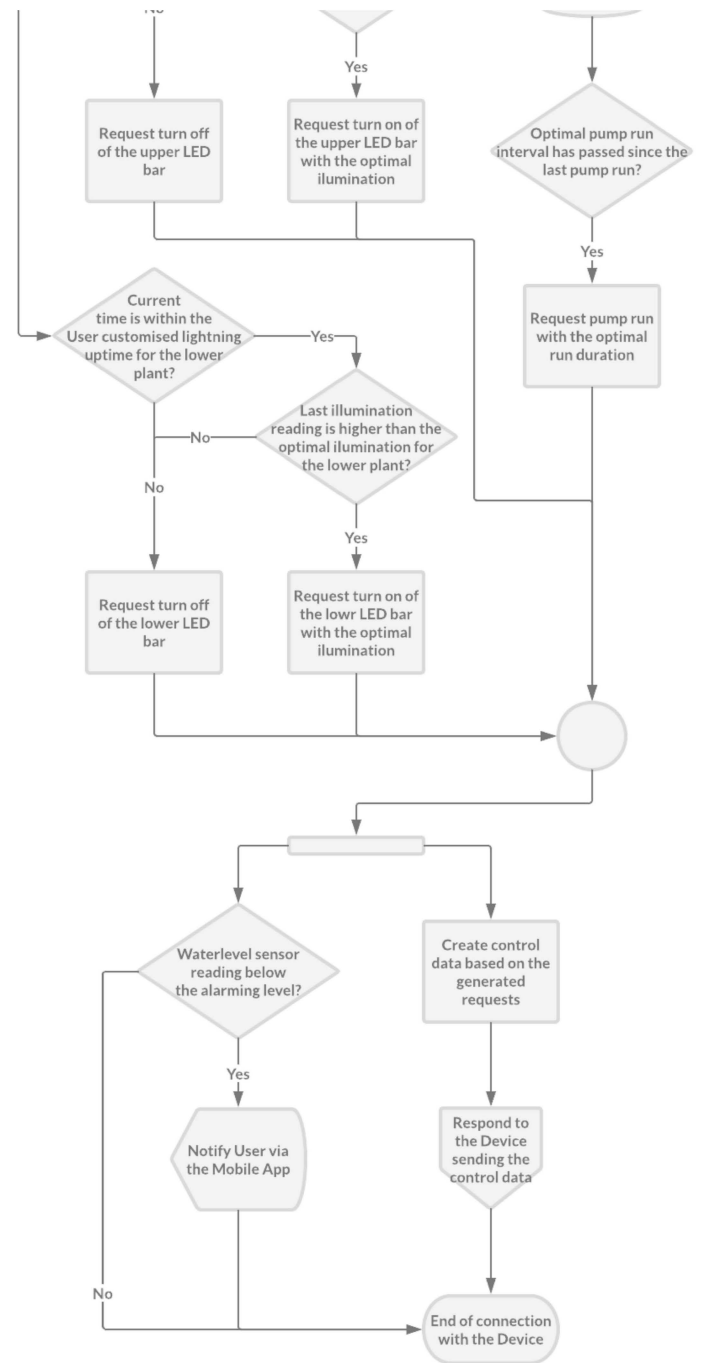 No
Yes
Request turn off
of the upper LED
bar
Request turn on of
the upper LED bar
with the optimal
ilumination
Optimal pump run
interval has passed since the
last pump run?
Yes
Request pump run
with the optimal
run duration
Current
time is within the
User customised lightning
uptime for the lower
plant?
Yes
Last illumination
reading is higher than the
optimal ilumination for
the lower plant?
No
No
Yes
Request turn off
of the lower LED
bar
Request turn on of
the lowr LED bar
with the optimal
ilumination
Waterlevel sensor
reading below
the alarming level?
Create control
data based on the
generated
requests
Yes
Notify User via
the Mobile App
Respond to
the Device
sending the
control data
No
End of connection
with the Device